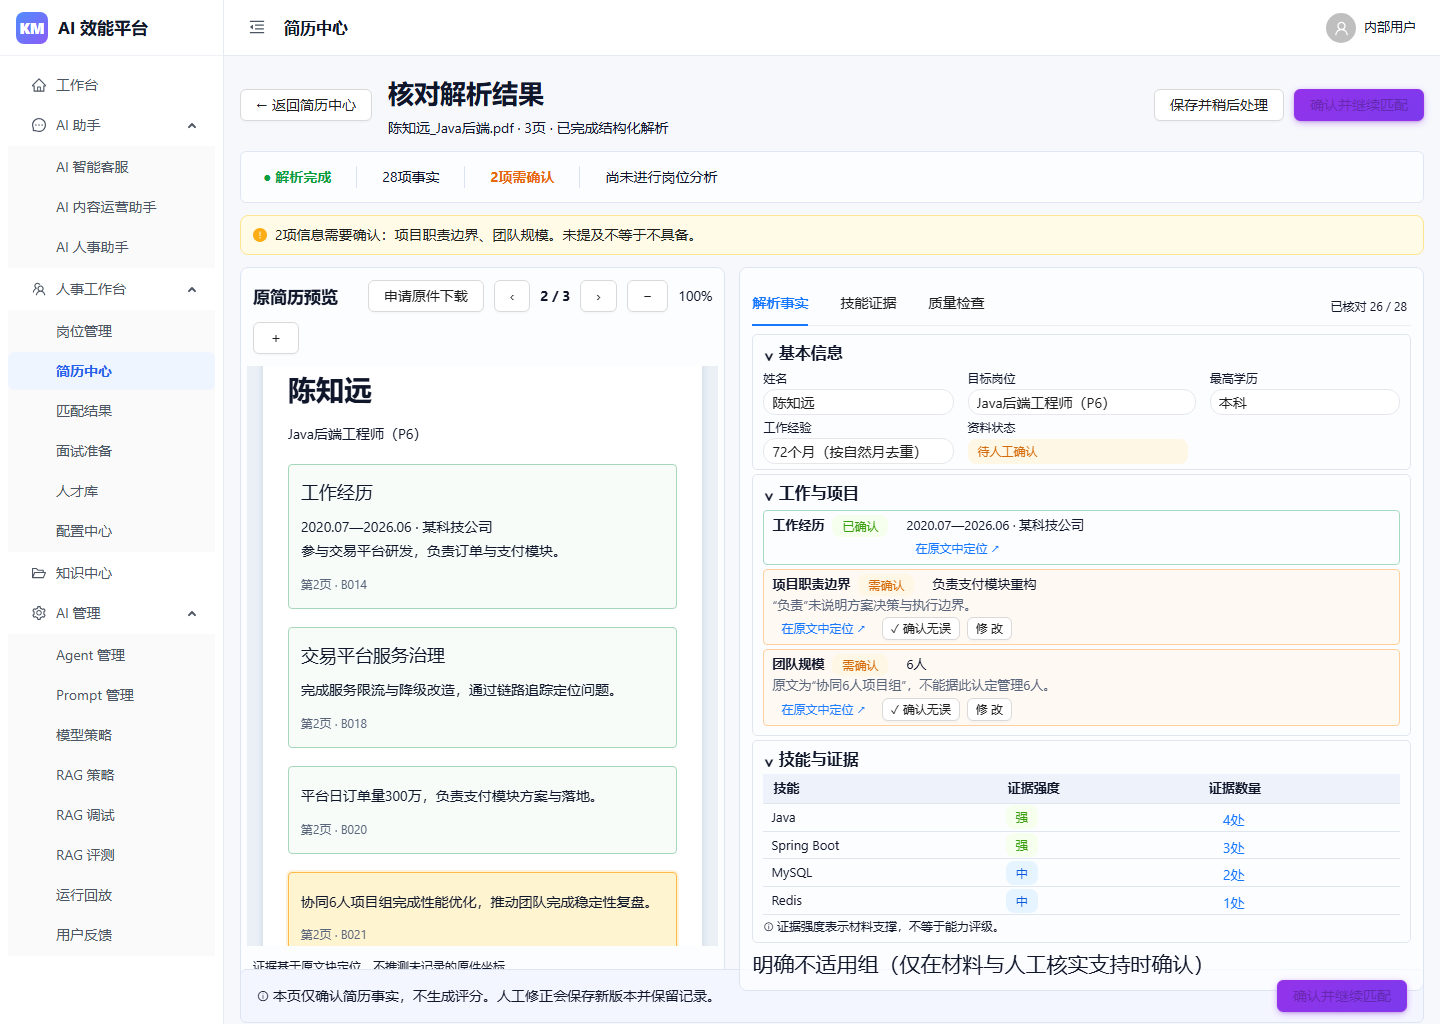 KM AI 效能平台
简历中心
内部用户
工作台
AI 助手
AI 智能客服
AI 内容运营助手
AI 人事助手
人事工作台
岗位管理
简历中心
匹配结果
面试准备
人才库
配置中心
知识中心
AI 管理
Agent 管理
Prompt 管理
模型策略
RAG 策略
RAG 调试
RAG 评测
运行回放
用户反馈
← 返回简历中心
核对解析结果
陈知远_Java后端.pdf · 3页 · 已完成结构化解析
保存并稍后处理
确认并继续匹配
● 解析完成
28项事实
2项需确认
尚未进行岗位分析
2项信息需要确认：项目职责边界、团队规模。未提及不等于不具备。
原简历预览
申请原件下载
‹
2 / 3
›
−
100%
+
陈知远
Java后端工程师（P6）
工作经历
2020.07—2026.06 · 某科技公司
参与交易平台研发，负责订单与支付模块。
第2页 · B014
交易平台服务治理
完成服务限流与降级改造，通过链路追踪定位问题。
第2页 · B018
平台日订单量300万，负责支付模块方案与落地。
第2页 · B020
协同6人项目组完成性能优化，推动团队完成稳定性复盘。
第2页 · B021
证据基于原文块定位，不推测未记录的原件坐标
解析事实
技能证据
质量检查
已核对 26 / 28
基本信息
姓名
目标岗位
最高学历
陈知远
Java后端工程师（P6）
本科
工作经验
资料状态
72个月（按自然月去重）
待人工确认
工作与项目
工作经历 已确认 2020.07—2026.06 · 某科技公司
在原文中定位 ↗
项目职责边界 需确认 负责支付模块重构
“负责”未说明方案决策与执行边界。
在原文中定位 ↗ ✓ 确认无误 修 改
团队规模 需确认 6人
原文为“协同6人项目组”，不能据此认定管理6人。
在原文中定位 ↗ ✓ 确认无误 修 改
技能与证据
技能 证据强度 证据数量
Java 强 4处
Spring Boot 强 3处
MySQL 中 2处
Redis 中 1处
证据强度表示材料支撑，不等于能力评级。
明确不适用组（仅在材料与人工核实支持时确认）
本页仅确认简历事实，不生成评分。人工修正会保存新版本并保留记录。
确认并继续匹配